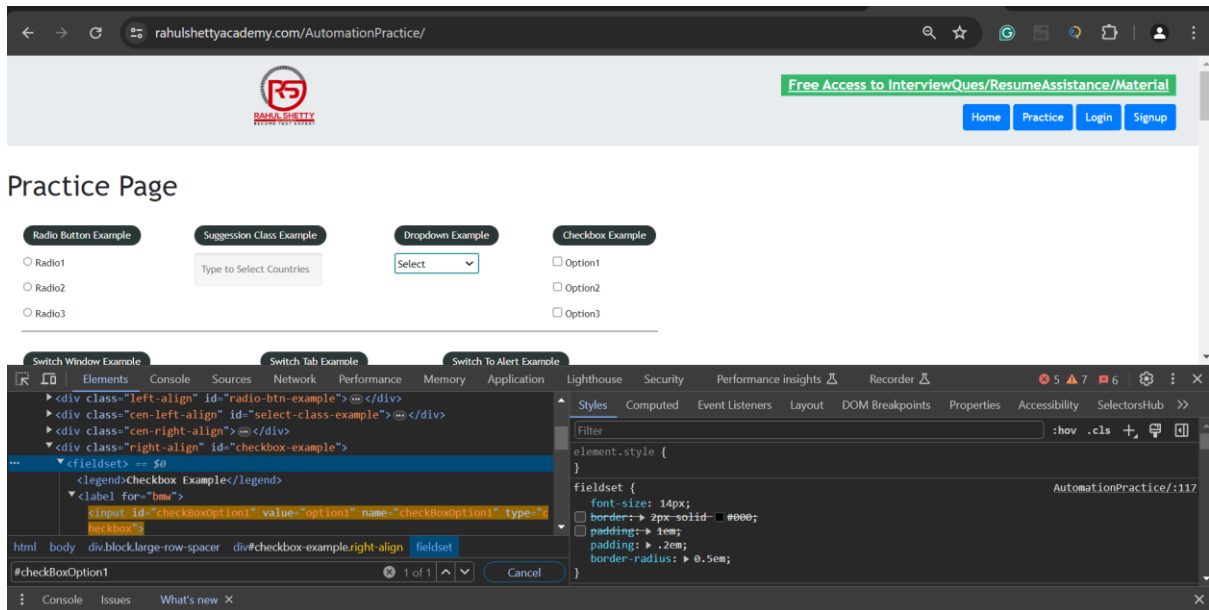 rahulshettyacademy.com/AutomationPractice/
RS
RAHUL SHETTY
Free Access to InterviewQues/ResumeAssistance/Material
Home Practice Login Signup
Practice Page
Radio Button Example Suggession Class Example Dropdown Example Checkbox Example
Radio1 Type to Select Countries Select Option1
Radio2 Option2
Radio3 Option3
Switch Window Example Switch Tab Example Switch To Alert Example
Elements Console Sources Network Performance Memory Application Lighthouse Security Performance insights Recorder 5 7 6
<div class="left-align" id="radio-btn-example"> </div>
<div class="cen-left-align" id="select-class-example"> </div>
<div class="cen-right-align"> </div>
<div class="right-align" id="checkbox-example">
<fieldset> == $0
<legend>Checkbox Example</legend>
<label for="bmw">
<input id="checkBoxOption1" value="option1" name="checkBoxOption1" type="c
heckbox">
html body div.block.large-row-spacer div#checkbox-example.right-align fieldset
#checkBoxOption1 1 of 1 Cancel
Styles Computed Event Listeners Layout DOM Breakpoints Properties Accessibility SelectorsHub >>
Filter :hov .cls
element.style {
}
fieldset { AutomationPractice/:117
font-size: 14px;
border: 2px solid #000;
padding: 1em;
padding: .2em;
border-radius: 0.5em;
}
Console Issues What's new